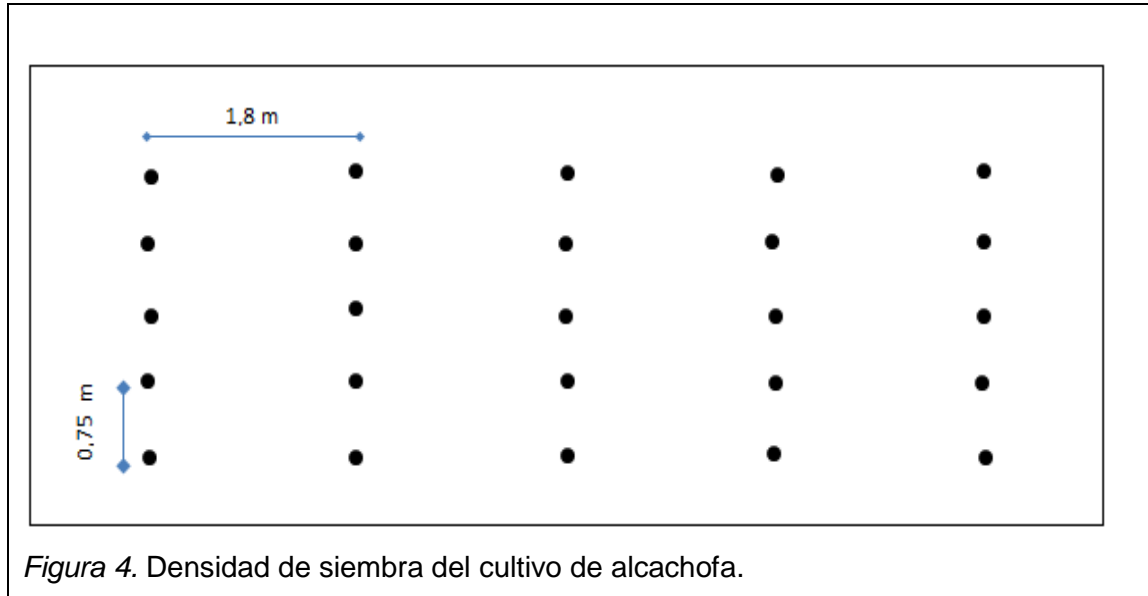 1,8 m
0,75 m
Figura 4. Densidad de siembra del cultivo de alcachofa.